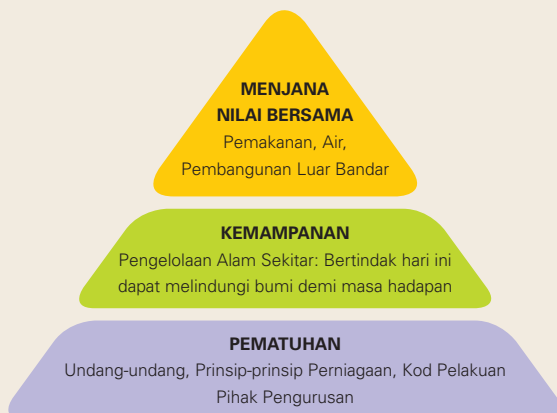 MENJANA
NILAI BERSAMA
Pemakanan, Air,
Pembangunan Luar Bandar
KEMAMPANAN
Pengelolaan Alam Sekitar: Bertindak hari ini
dapat melindungi bumi demi masa hadapan
PEMATUHAN
Undang-undang, Prinsip-prinsip Perniagaan, Kod Pelakuan
Pihak Pengurusan